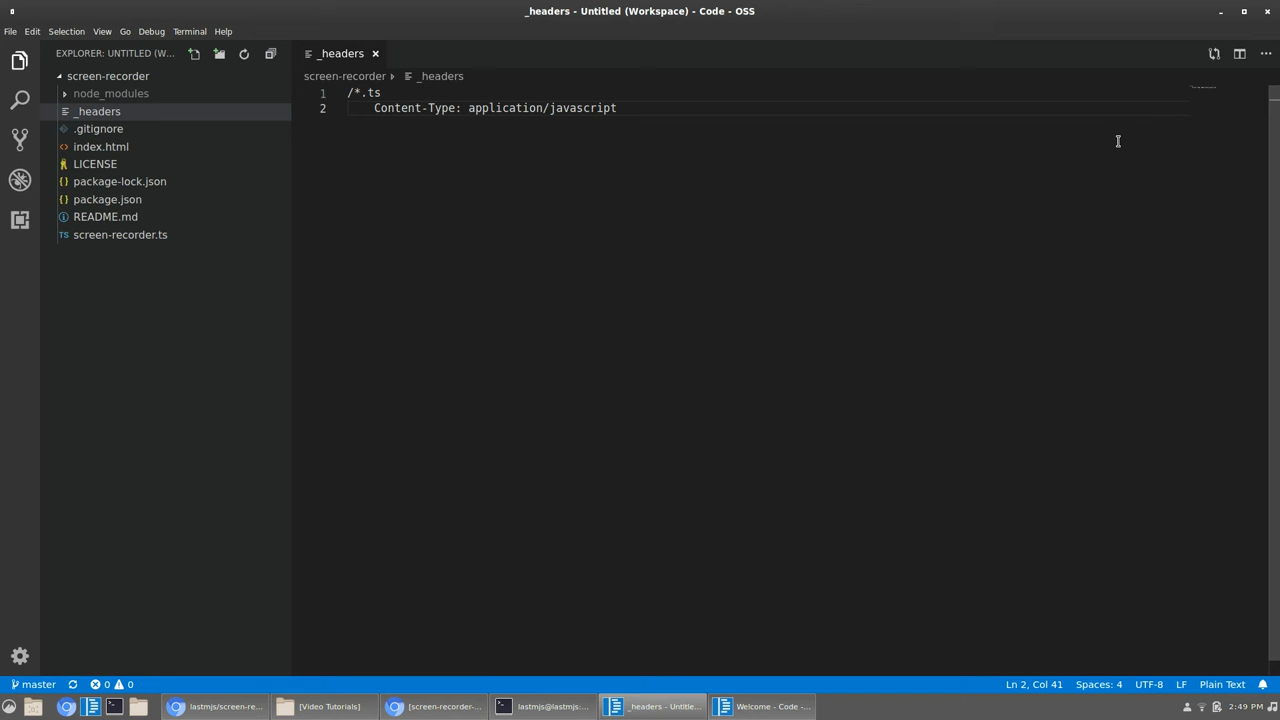 _headers - Untitled (Workspace) - Code - OSS
File Edit Selection View Go Debug Terminal Help
EXPLORER: UNTITLED (W...
_headers
screen-recorder
screen-recorder _headers
node_modules
_headers
.gitignore
index.html
LICENSE
package-lock.json
package.json
README.md
TS screen-recorder.ts
1 /*.ts
2 Content-Type: application/javascript
master 0 0 Ln 2, Col 41 Spaces: 4 UTF-8 LF Plain Text
lastmjs/screen-re... [Video Tutorials] [screen-recorder-... lastmjs@lastmjs:... _headers - Untitle... Welcome - Code -... 2:49 PM